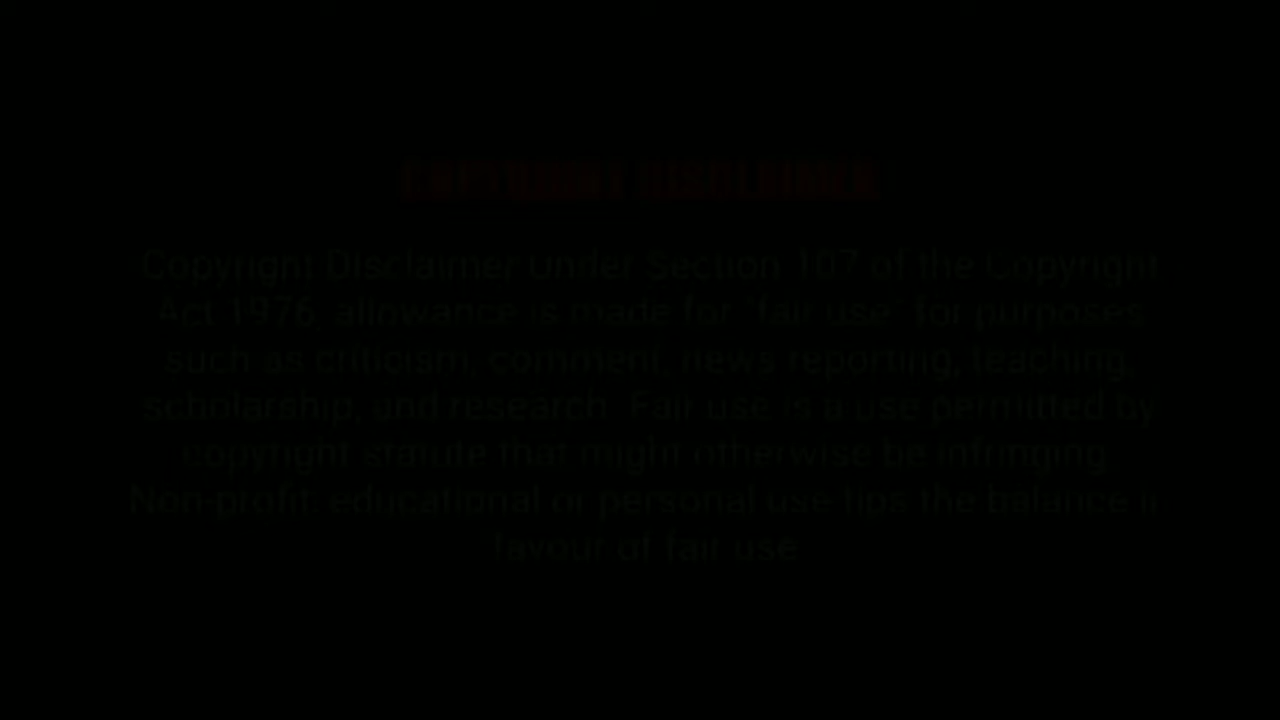 COPYRIGHT DISCLAIMER
Copyright Disclaimer under Section 107 of the Copyright
Act 1976, allowance is made for "fair use" for purposes
such as criticism, comment, news reporting, teaching,
scholarship, and research. Fair use is a use permitted by
copyright statute that might otherwise be infringing.
Non-profit, educational or personal use tips the balance in
favour of fair use